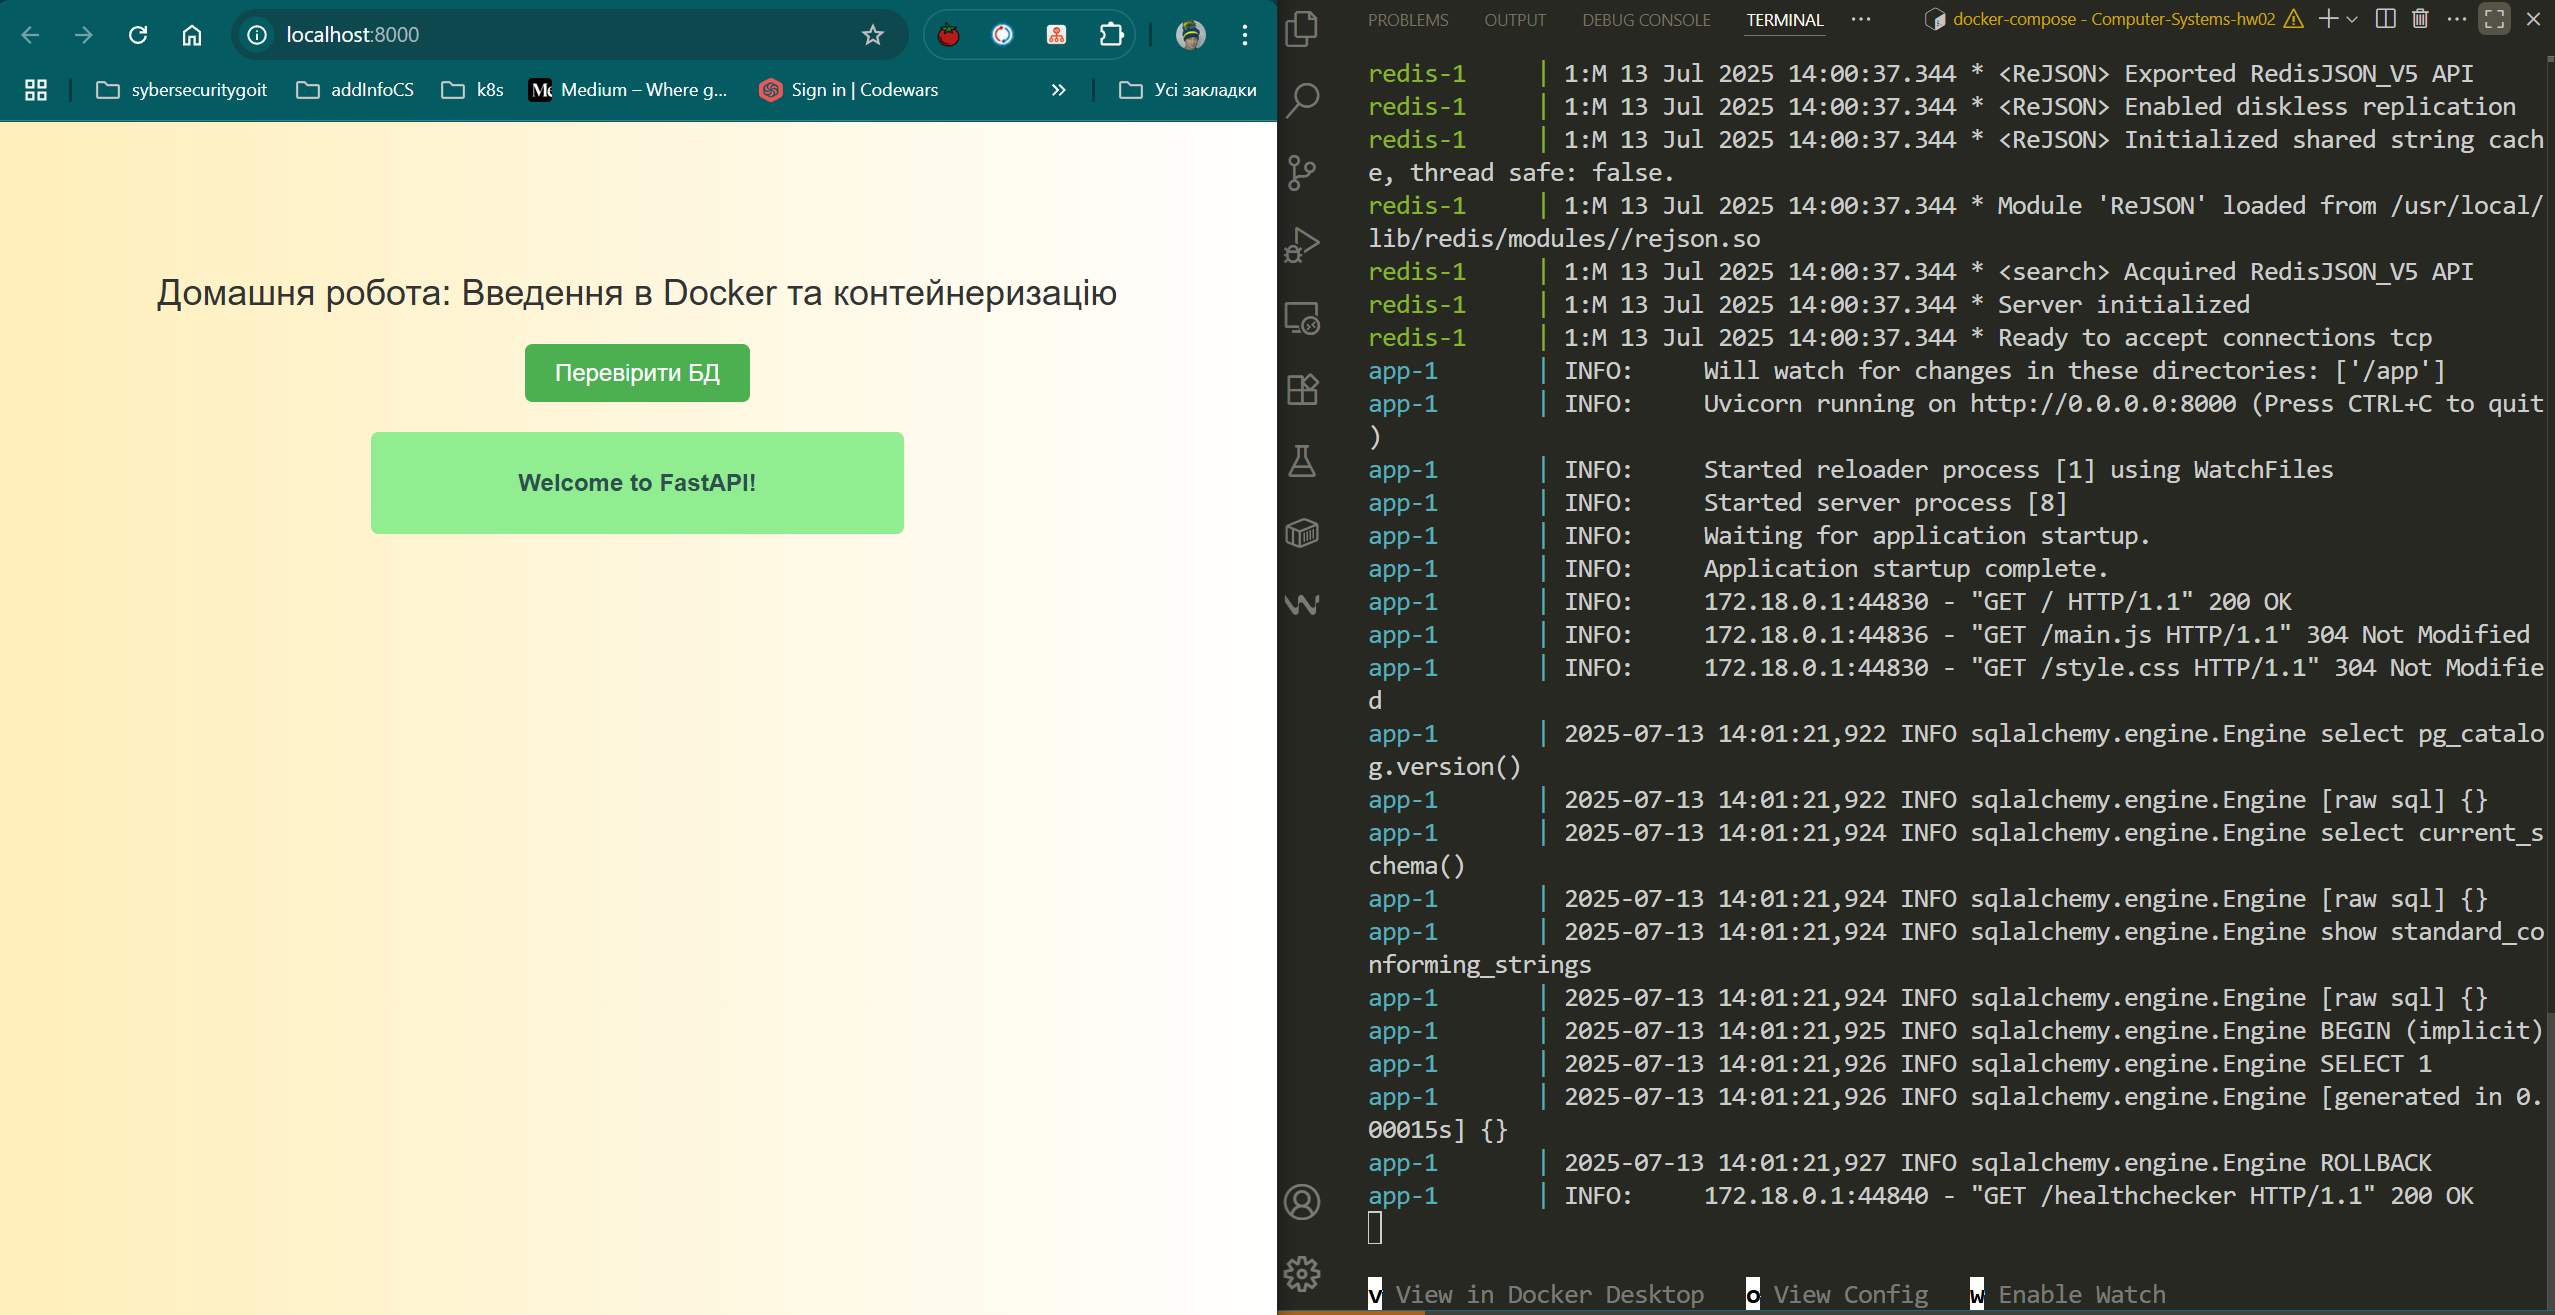 localhost:8000
sybersecuritygoit
addInfoCS
k8s
Medium – Where g...
Sign in | Codewars
»
Усі закладки
Домашня робота: Введення в Docker та контейнеризацію
Перевірити БД
Welcome to FastAPI!
PROBLEMS
OUTPUT
DEBUG CONSOLE
TERMINAL
docker-compose - Computer-Systems-hw02
redis-1 | 1:M 13 Jul 2025 14:00:37.344 * <ReJSON> Exported RedisJSON_V5 API
redis-1 | 1:M 13 Jul 2025 14:00:37.344 * <ReJSON> Enabled diskless replication
redis-1 | 1:M 13 Jul 2025 14:00:37.344 * <ReJSON> Initialized shared string cach
e, thread safe: false.
redis-1 | 1:M 13 Jul 2025 14:00:37.344 * Module 'ReJSON' loaded from /usr/local/
lib/redis/modules//rejson.so
redis-1 | 1:M 13 Jul 2025 14:00:37.344 * <search> Acquired RedisJSON_V5 API
redis-1 | 1:M 13 Jul 2025 14:00:37.344 * Server initialized
redis-1 | 1:M 13 Jul 2025 14:00:37.344 * Ready to accept connections tcp
app-1 | INFO: Will watch for changes in these directories: ['/app']
app-1 | INFO: Uvicorn running on http://0.0.0.0:8000 (Press CTRL+C to quit
)
app-1 | INFO: Started reloader process [1] using WatchFiles
app-1 | INFO: Started server process [8]
app-1 | INFO: Waiting for application startup.
app-1 | INFO: Application startup complete.
app-1 | INFO: 172.18.0.1:44830 - "GET / HTTP/1.1" 200 OK
app-1 | INFO: 172.18.0.1:44836 - "GET /main.js HTTP/1.1" 304 Not Modified
app-1 | INFO: 172.18.0.1:44830 - "GET /style.css HTTP/1.1" 304 Not Modifie
d
app-1 | 2025-07-13 14:01:21,922 INFO sqlalchemy.engine.Engine select pg_catalo
g.version()
app-1 | 2025-07-13 14:01:21,922 INFO sqlalchemy.engine.Engine [raw sql] {}
app-1 | 2025-07-13 14:01:21,924 INFO sqlalchemy.engine.Engine select current_s
chema()
app-1 | 2025-07-13 14:01:21,924 INFO sqlalchemy.engine.Engine [raw sql] {}
app-1 | 2025-07-13 14:01:21,924 INFO sqlalchemy.engine.Engine show standard_co
nforming_strings
app-1 | 2025-07-13 14:01:21,924 INFO sqlalchemy.engine.Engine [raw sql] {}
app-1 | 2025-07-13 14:01:21,925 INFO sqlalchemy.engine.Engine BEGIN (implicit)
app-1 | 2025-07-13 14:01:21,926 INFO sqlalchemy.engine.Engine SELECT 1
app-1 | 2025-07-13 14:01:21,926 INFO sqlalchemy.engine.Engine [generated in 0.
00015s] {}
app-1 | 2025-07-13 14:01:21,927 INFO sqlalchemy.engine.Engine ROLLBACK
app-1 | INFO: 172.18.0.1:44840 - "GET /healthchecker HTTP/1.1" 200 OK
v View in Docker Desktop o View Config w Enable Watch